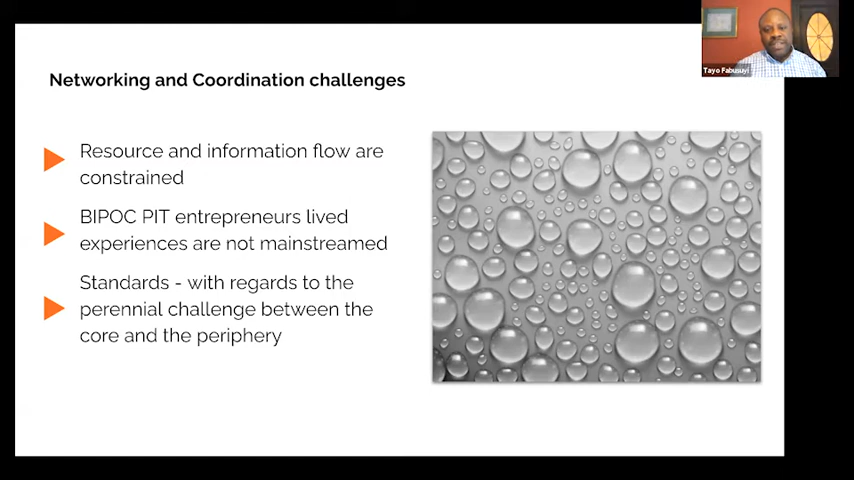 Networking and Coordination challenges
Resource and information flow are
constrained
BIPOC PIT entrepreneurs lived
experiences are not mainstreamed
Standards - with regards to the
perennial challenge between the
core and the periphery
Tayo Fabusuyi